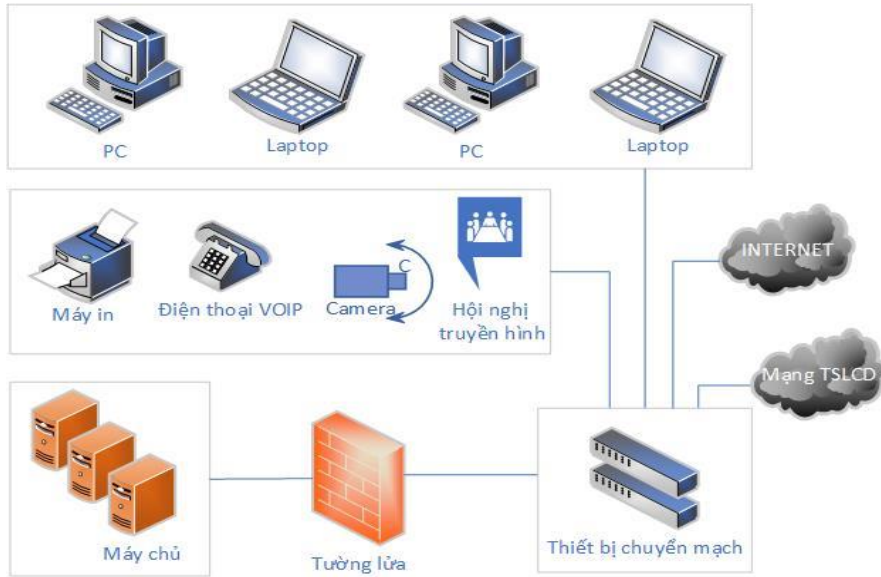 PC
Laptop
PC
Laptop
Máy in
Điện thoại VOIP
C
Camera
Hội nghị
truyền hình
INTERNET
Mạng TSLCD
Máy chủ
Tường lửa
Thiết bị chuyển mạch